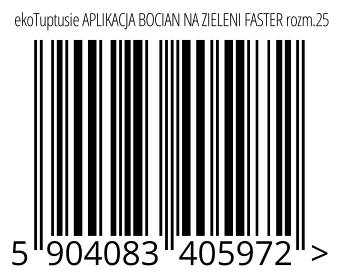 ekoTuptusie APLIKACJA BOCIAN NA ZIELENI FASTER rozm.25
5 904083 405972 >